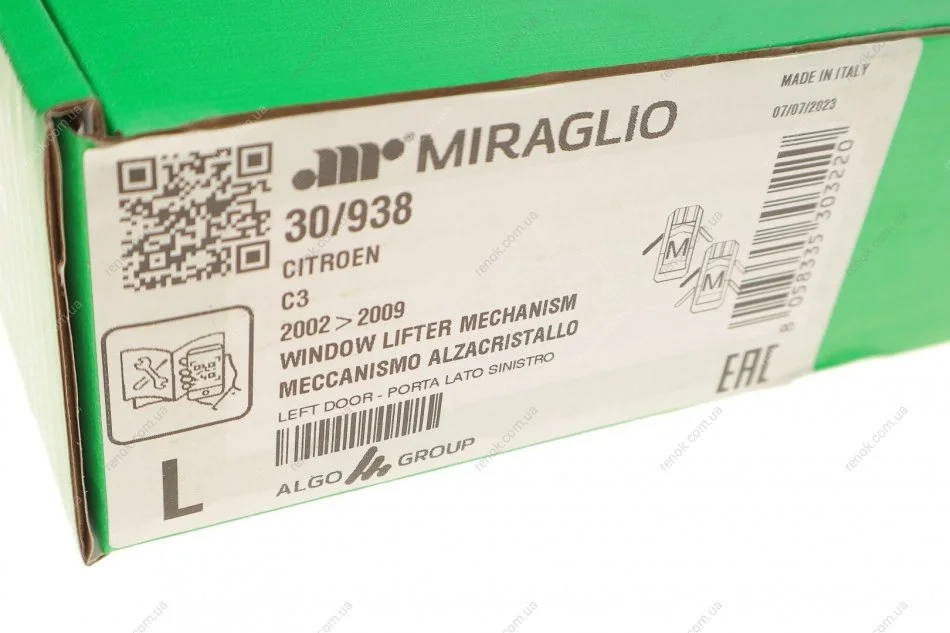 MADE IN ITALY
07/07/2023
mr® MIRAGLIO
30/938
CITROEN
C3
2002 > 2009
WINDOW LIFTER MECHANISM
MECCANISMO ALZACRISTALLO
LEFT DOOR - PORTA LATO SINISTRO
ALGO GROUP
L
M
M
8 058335 303220
EAC
renok.com.ua